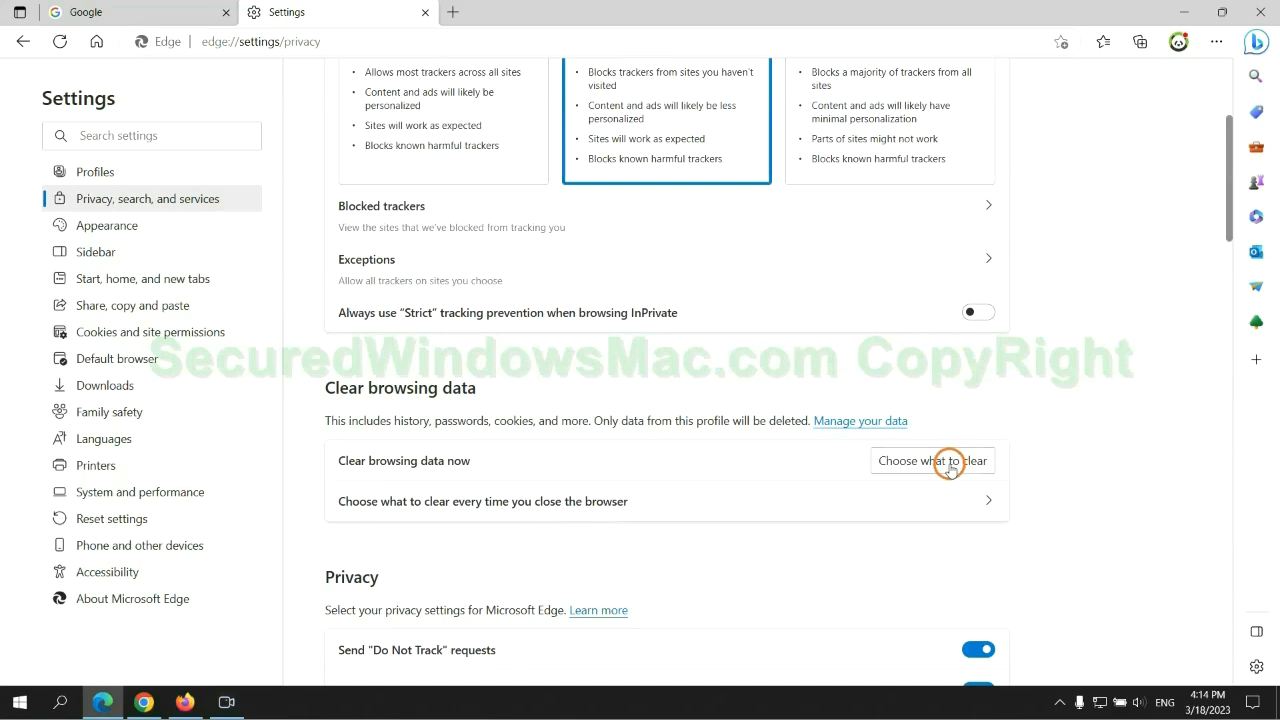 Google
Settings
Edge
edge://settings/privacy
Settings
Search settings
Profiles
Privacy, search, and services
Appearance
Sidebar
Start, home, and new tabs
Share, copy and paste
Cookies and site permissions
Default browser
Downloads
Family safety
Languages
Printers
System and performance
Reset settings
Phone and other devices
Accessibility
About Microsoft Edge
Allows most trackers across all sites
Content and ads will likely be
personalized
Sites will work as expected
Blocks known harmful trackers
Blocks trackers from sites you haven't
visited
Content and ads will likely be less
personalized
Sites will work as expected
Blocks known harmful trackers
Blocks a majority of trackers from all
sites
Content and ads will likely have
minimal personalization
Parts of sites might not work
Blocks known harmful trackers
Blocked trackers
View the sites that we've blocked from tracking you
Exceptions
Allow all trackers on sites you choose
Always use “Strict” tracking prevention when browsing InPrivate
SecuredWindowsMac.com CopyRight
Clear browsing data
This includes history, passwords, cookies, and more. Only data from this profile will be deleted. Manage your data
Clear browsing data now
Choose what to clear
Choose what to clear every time you close the browser
Privacy
Select your privacy settings for Microsoft Edge. Learn more
Send "Do Not Track" requests
ENG
4:14 PM
3/18/2023